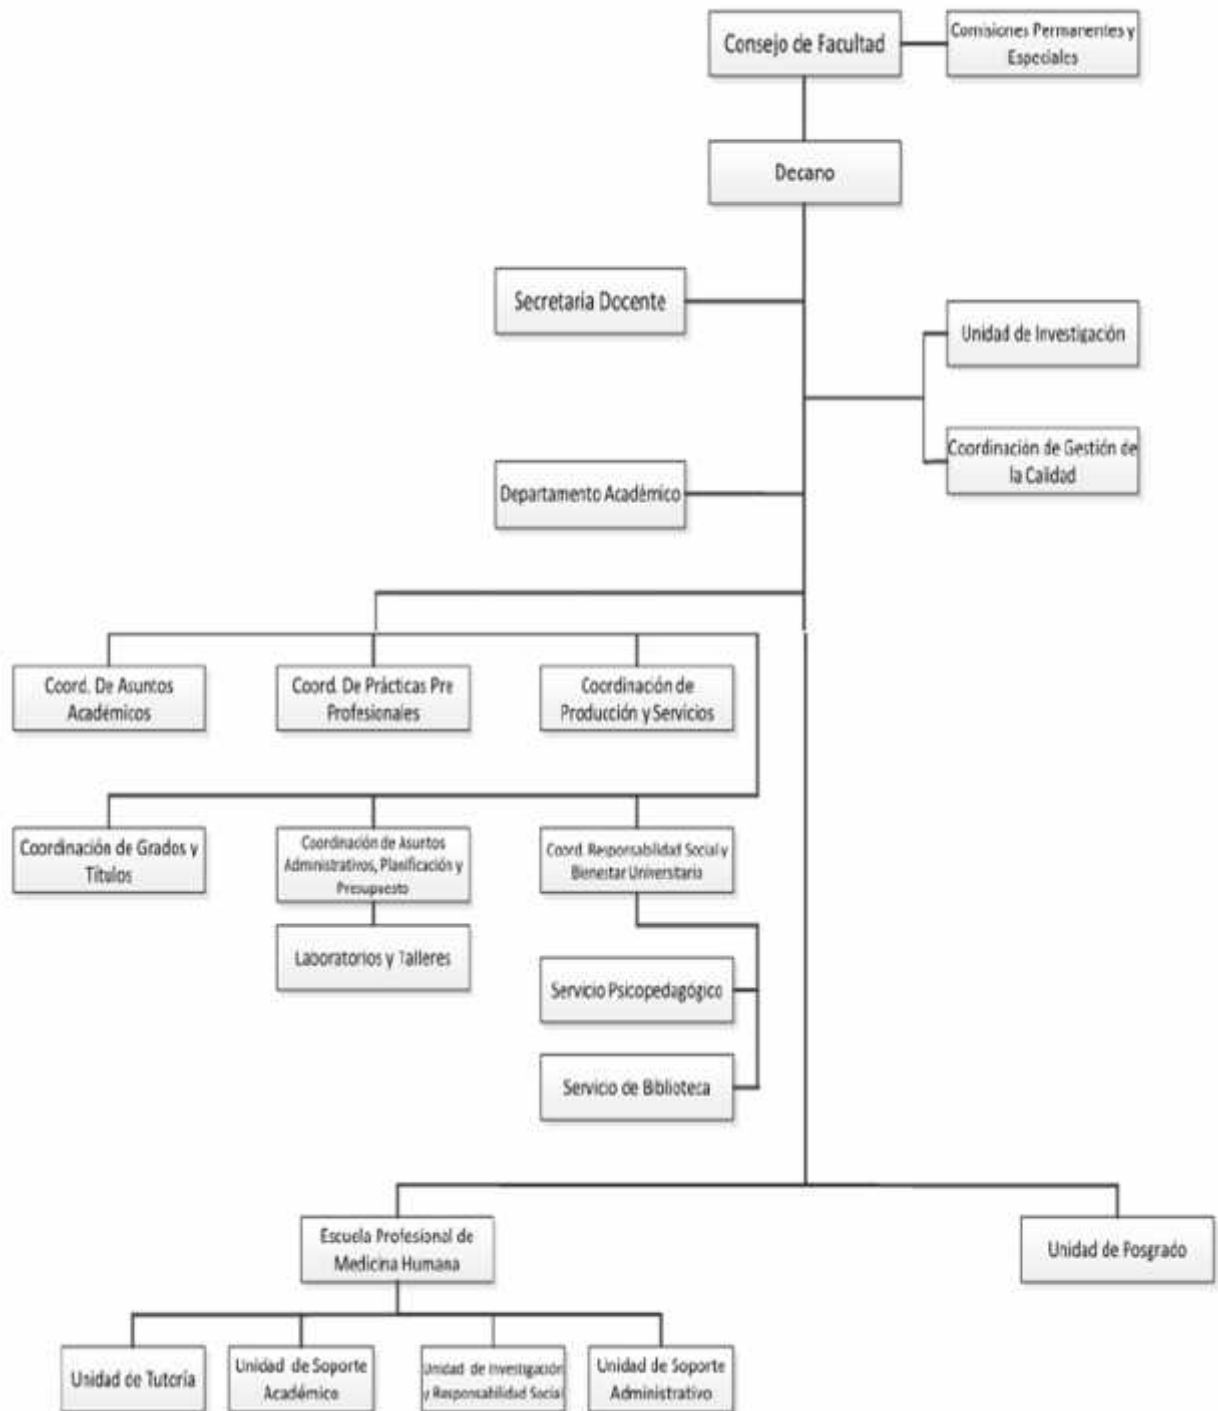 Consejo de Facultad
Comisiones Permanentes y
Especiales
Decano
Secretaria Docente
Unidad de Investigación
Coordinación de Gestión de
la Calidad
Departamento Académico
Coord. De Asuntos
Académicos
Coord. De Prácticas Pre
Profesionales
Coordinación de
Producción y Servicios
Coordinación de Grados y
Títulos
Coordinación de Asuntos
Administrativos, Planificación y
Presupuesto
Coord. Responsabilidad Social y
Bienestar Universitaria
Laboratorios y Talleres
Servicio Psicopedagógico
Servicio de Biblioteca
Escuela Profesional de
Medicina Humana
Unidad de Posgrado
Unidad de Tutoría
Unidad de Soporte
Académico
Unidad de Investigación
y Responsabilidad Social
Unidad de Soporte
Administrativo